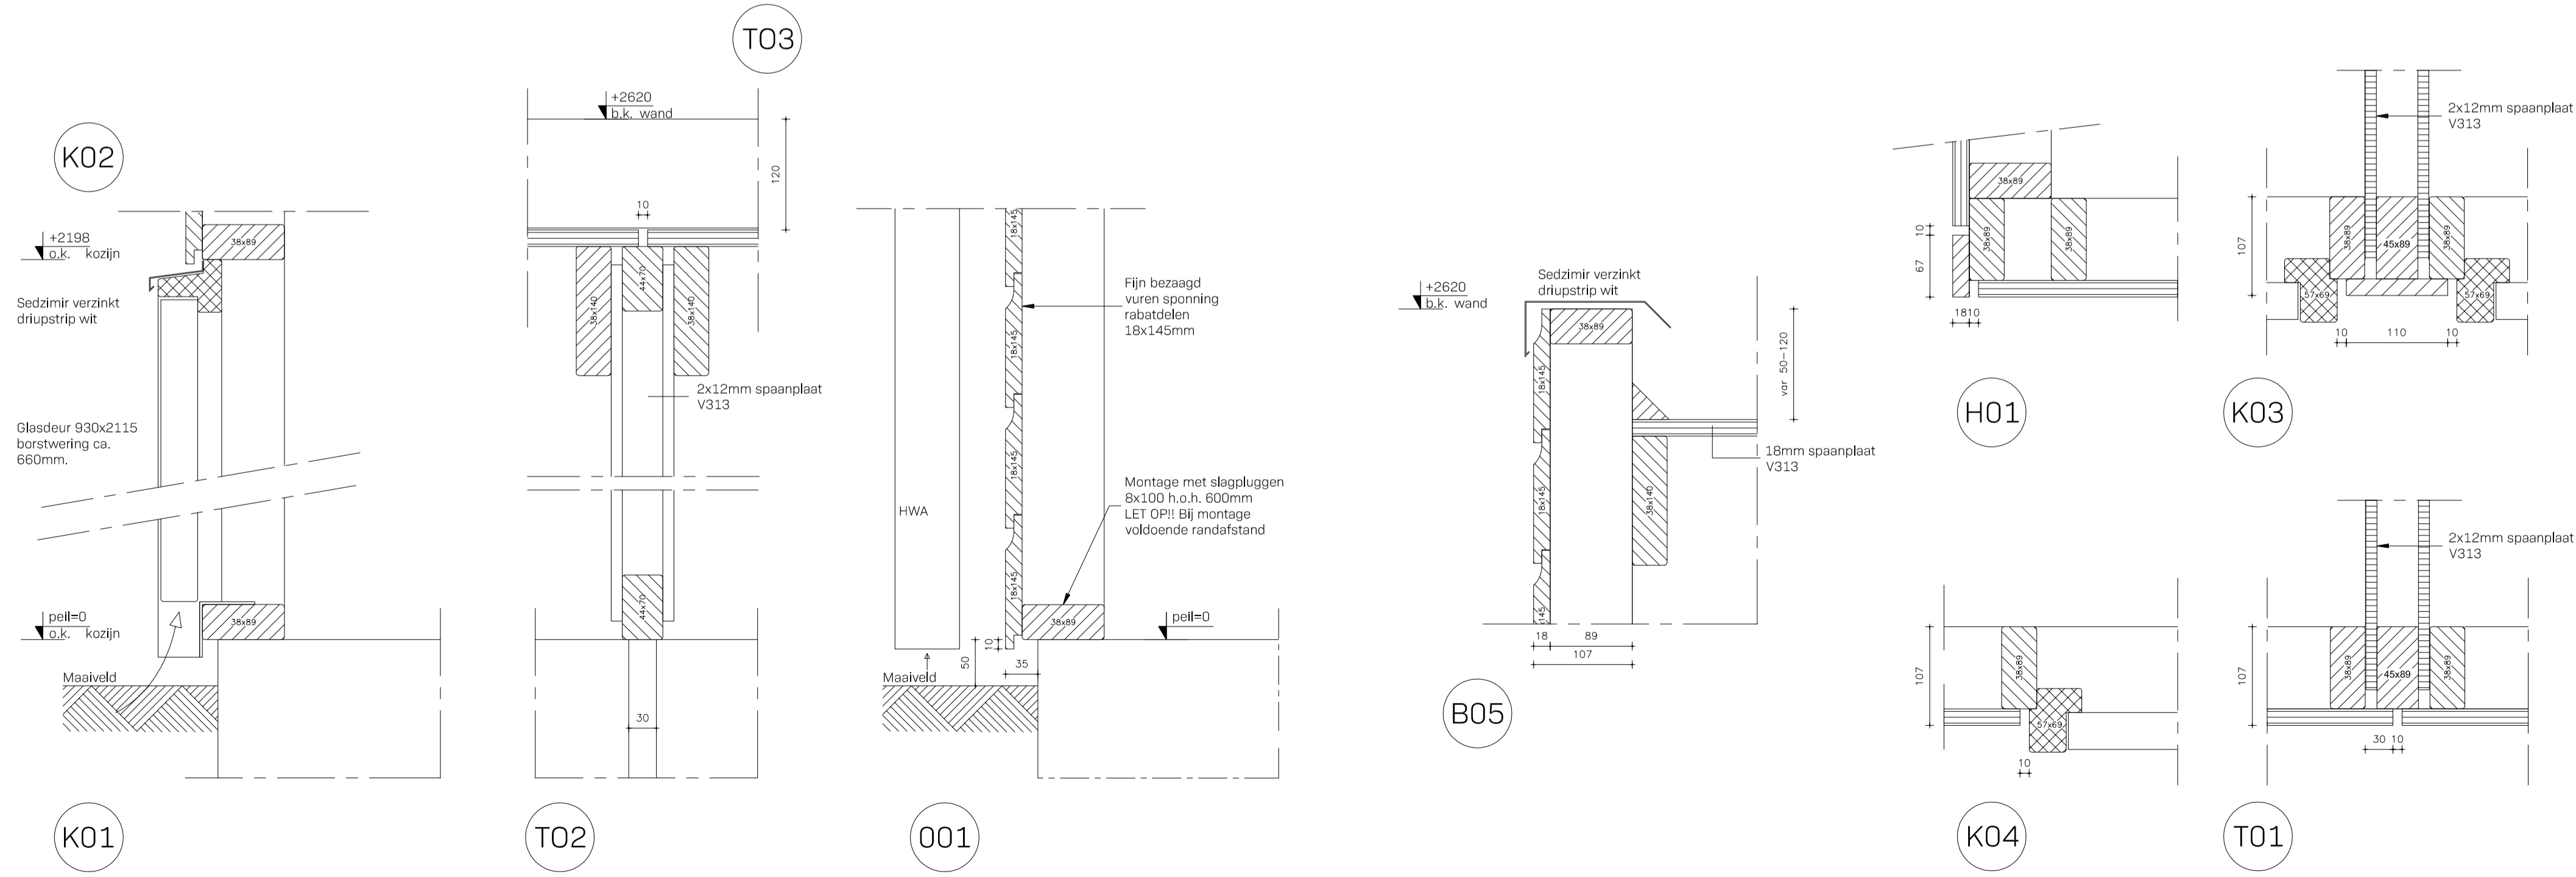 K02
+2198
o.k. kozijn
38x89
Sedzimir verzinkt
driupstrip wit
Glasdeur 930x2115
borstwering ca.
660mm.
peil=0
o.k. kozijn
38x89
Maaiveld
K01
T03
+2620
b.k. wand
120
10
44x70
38x140
38x140
2x12mm spaanplaat
V313
44x70
30
T02
18x145
18x145
18x145
18x145
18x145
Fijn bezaagd
vuren sponning
rabatdelen
18x145mm
HWA
Montage met slagpluggen
8x100 h.o.h. 600mm
LET OP!! Bij montage
voldoende randafstand
38x89
peil=0
10
50
35
Maaiveld
001
+2620
b.k. wand
Sedzimir verzinkt
driupstrip wit
38x89
18x145
18x145
145
38x140
var 50-120
18mm spaanplaat
V313
18
89
107
B05
38x89
38x89
38x89
10
67
1810
H01
2x12mm spaanplaat
V313
107
38x89
45x89
38x89
57x69
57x69
10
110
10
K03
107
38x89
57x69
10
K04
2x12mm spaanplaat
V313
107
38x89
45x89
38x89
30 10
T01